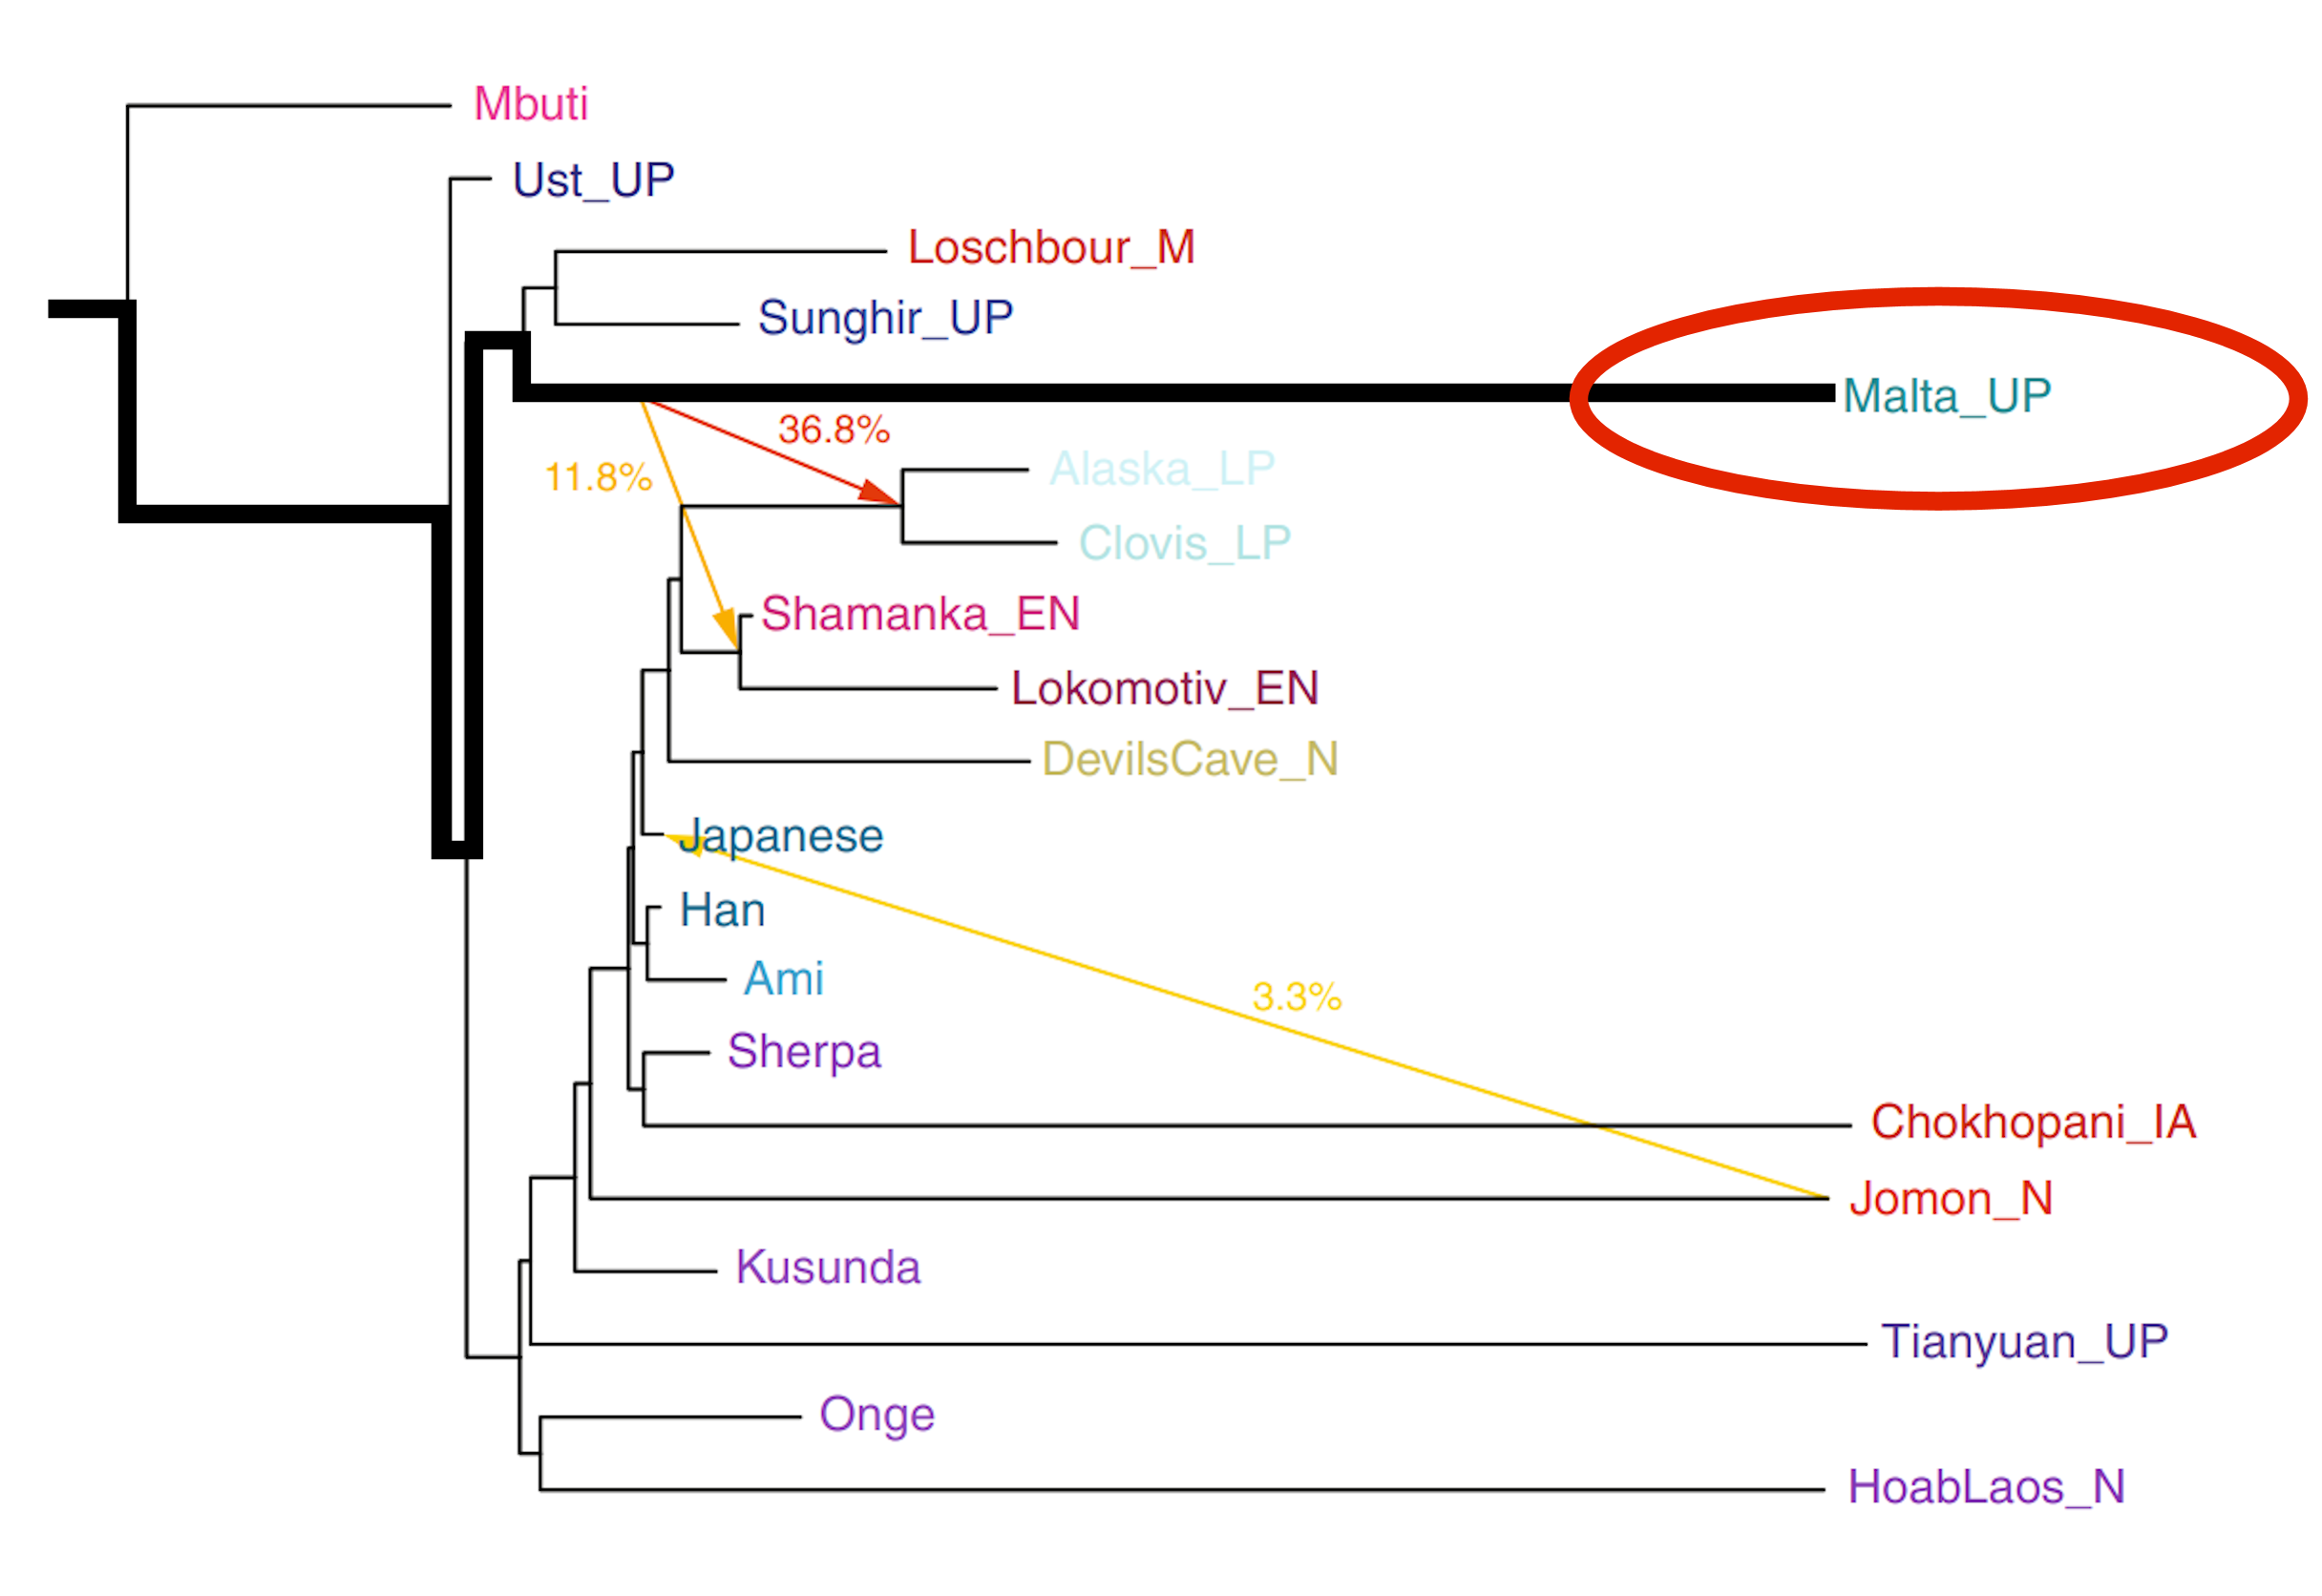 Mbuti
Ust_UP
Loschbour_M
Sunghir_UP
Malta_UP
36.8%
11.8%
Alaska_LP
Clovis_LP
Shamanka_EN
Lokomotiv_EN
DevilsCave_N
Japanese
Han
Ami
3.3%
Sherpa
Chokhopani_IA
Jomon_N
Kusunda
Tianyuan_UP
Onge
HoabLaos_N